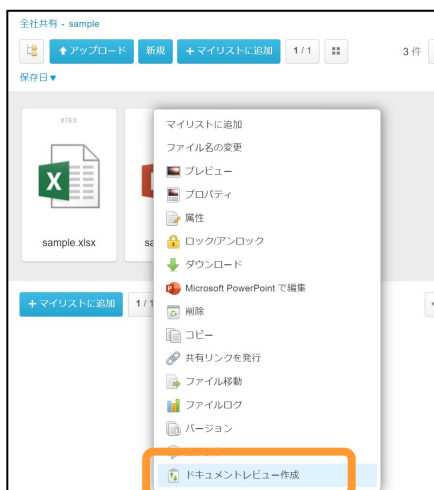 全社共有 - sample
アップロード 新規 +マイリストに追加 1 / 1 3 件
保存日▼
xlsx
sample.xlsx
sa
マイリストに追加
ファイル名の変更
プレビュー
プロパティ
属性
ロック/アンロック
ダウンロード
Microsoft PowerPoint で編集
削除
コピー
共有リンクを発行
ファイル移動
ファイルログ
バージョン
ドキュメントレビュー作成
+マイリストに追加 1 / 1